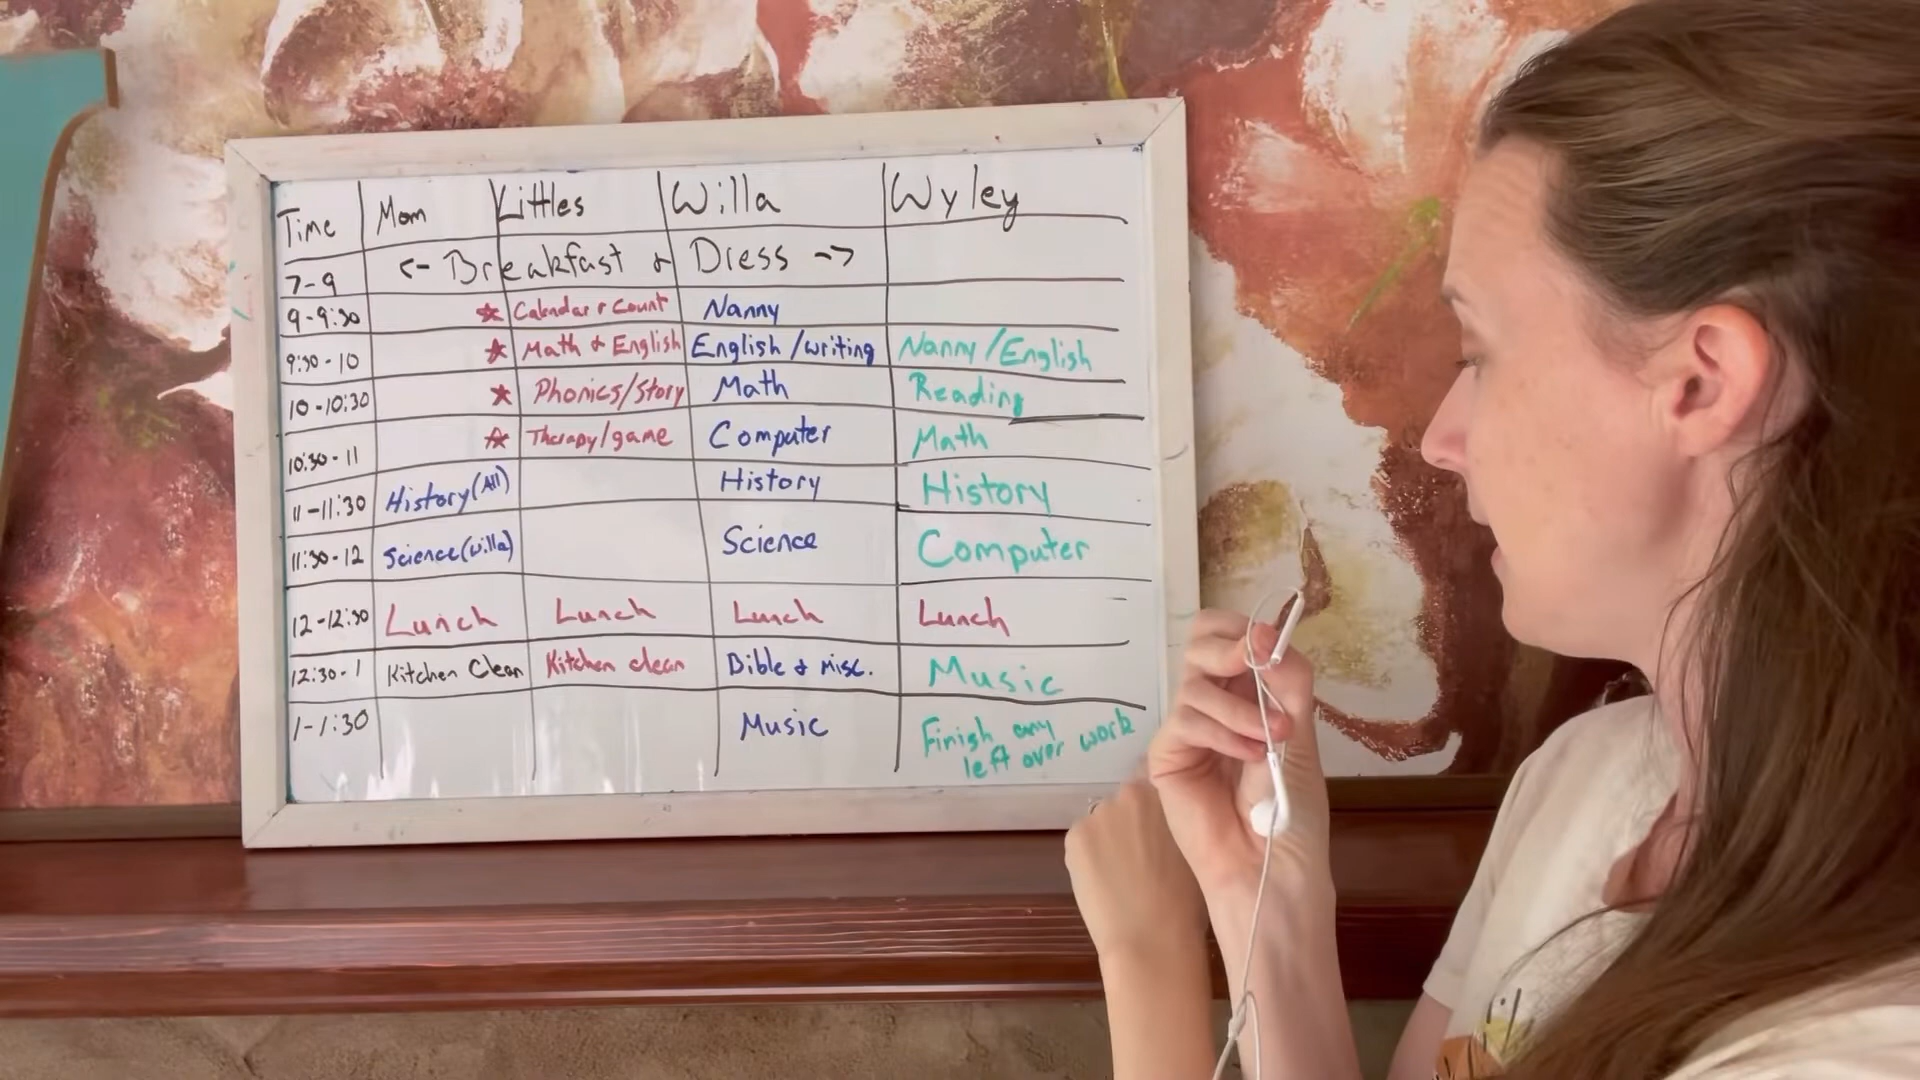 Time Mom Littles Willa Wyley
7-9 <- Breakfast & Dress ->
9-9:30 Calendar & Count Nanny
9:30-10 Math & English English/writing Nanny/English
10-10:30 Phonics/Story Math Reading
10:30-11 Therapy/game Computer Math
11-11:30 History(All) History History
11:30-12 Science(Willa) Science Computer
12-12:30 Lunch Lunch Lunch Lunch
12:30-1 Kitchen Clean Kitchen clean Bible & misc. Music
1-1:30 Music Finish any
left over work